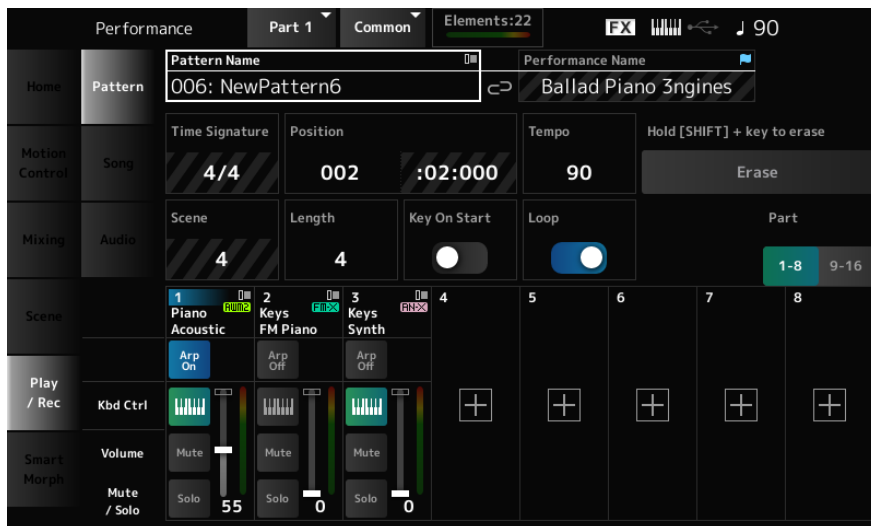 Performance
Part 1
Common
Elements:22
FX
90
Home
Pattern
Pattern Name
006: NewPattern6
Performance Name
Ballad Piano 3ngines
Motion
Control
Song
Time Signature
4/4
Position
002
:02:000
Tempo
90
Hold [SHIFT] + key to erase
Erase
Mixing
Audio
Scene
4
Length
4
Key On Start
Loop
Part
1-8
9-16
Scene
1
Piano
AWM2
Acoustic
2
Keys
FM-X
FM Piano
3
Keys
AN-X
Synth
4
5
6
7
8
Arp
On
Arp
Off
Arp
Off
Play
/ Rec
Kbd Ctrl
Smart
Morph
Volume
Mute
Mute
Mute
Mute
/ Solo
Solo
55
Solo
0
Solo
0